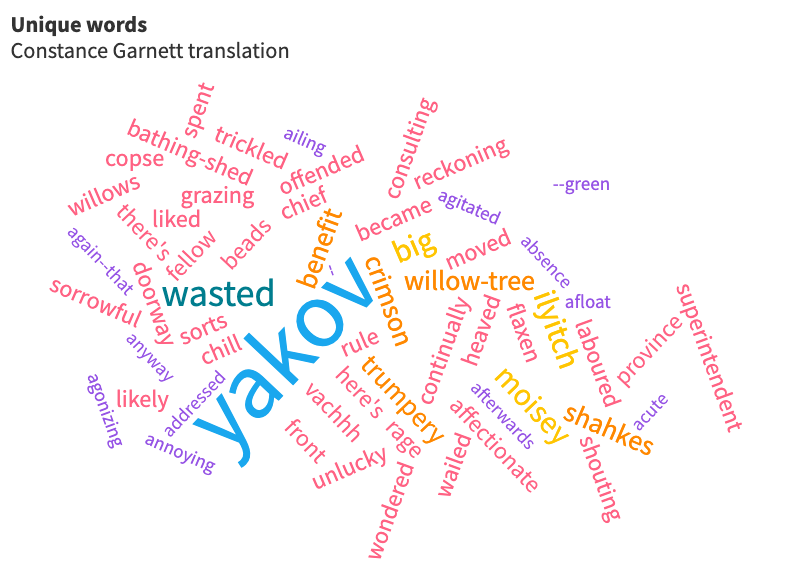 Unique words
Constance Garnett translation
spent
bathing-shed
trickled
ailing
consulting
copse
offended
reckoning
willows
grazing
chief
--green
agitated
there's
liked
became
beads
benefit
big
moved
absence
again--that
fellow
-
crimson
willow-tree
sorrowful
doorway
wasted
yakov
ilyitch
afloat
superintendent
sorts
continually
heaved
flaxen
laboured
province
anyway
chill
rule
trumpery
moisey
agonizing
likely
addressed
here's
vachhh
rage
afterwards
affectionate
shahkes
acute
annoying
front
unlucky
wondered
wailed
shouting